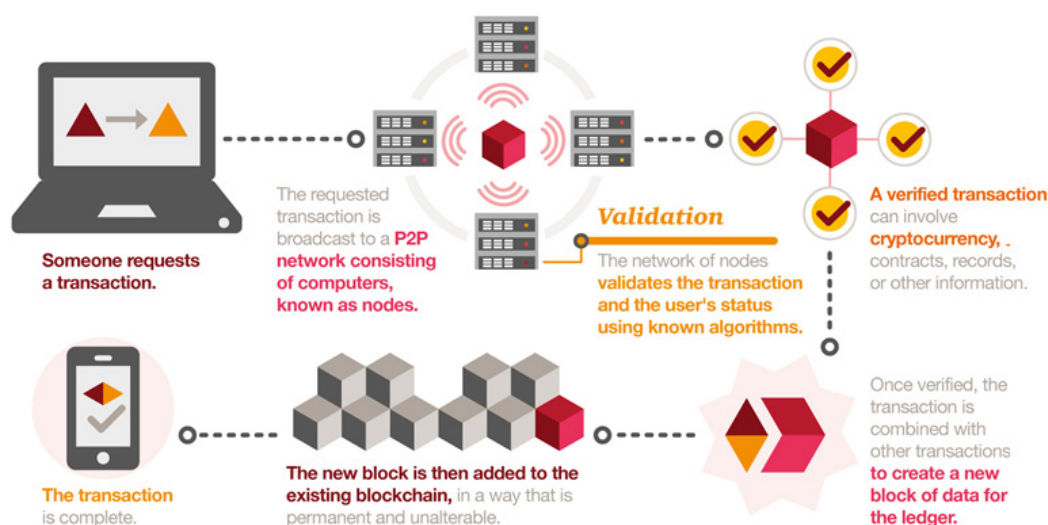 Someone requests
a transaction.
The requested
transaction is
broadcast to a P2P
network consisting
of computers,
known as nodes.
Validation
The network of nodes
validates the transaction
and the user's status
using known algorithms.
A verified transaction
can involve
cryptocurrency, .
contracts, records,
or other information.
Once verified, the
transaction is
combined with
other transactions
to create a new
block of data for
the ledger.
The new block is then added to the
existing blockchain, in a way that is
permanent and unalterable.
The transaction
is complete.